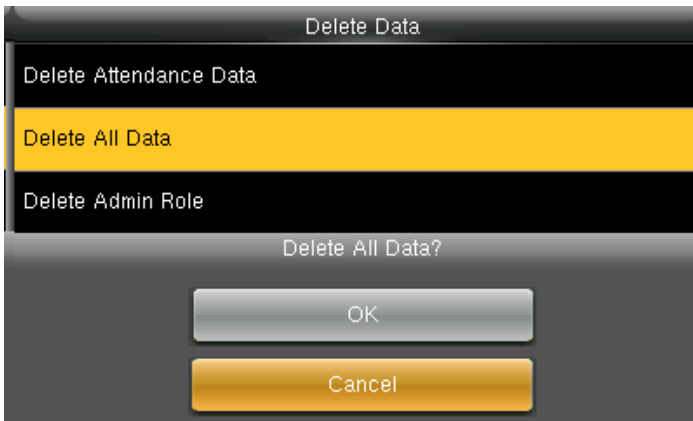 Delete Data
Delete Attendance Data
Delete All Data
Delete Admin Role
Delete All Data?
OK
Cancel